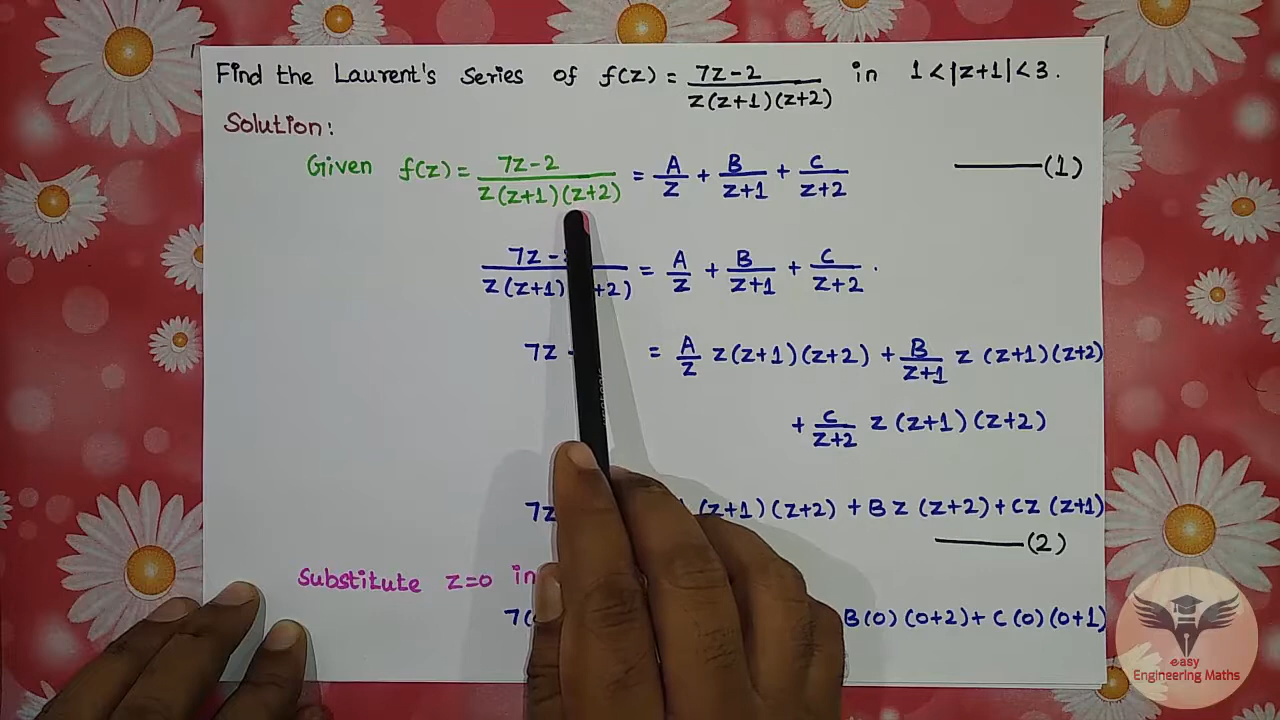 Find the Laurent's Series of f(z) = 7z-2 / z(z+1)(z+2) in 1<|z+1|<3.
Solution:
Given f(z) = 7z-2 / z(z+1)(z+2) = A/z + B/z+1 + C/z+2 ———(1)
7z - / z(z+1) +2) = A/z + B/z+1 + C/z+2 .
7z - = A/z z(z+1)(z+2) + B/z+1 z (z+1)(z+2)
+ C/z+2 z (z+1)(z+2)
7z (z+1)(z+2) + B z (z+2) + Cz (z+1)
———(2)
Substitute z=0 in
7( B(0)(0+2) + C(0)(0+1)
easy
Engineering Maths